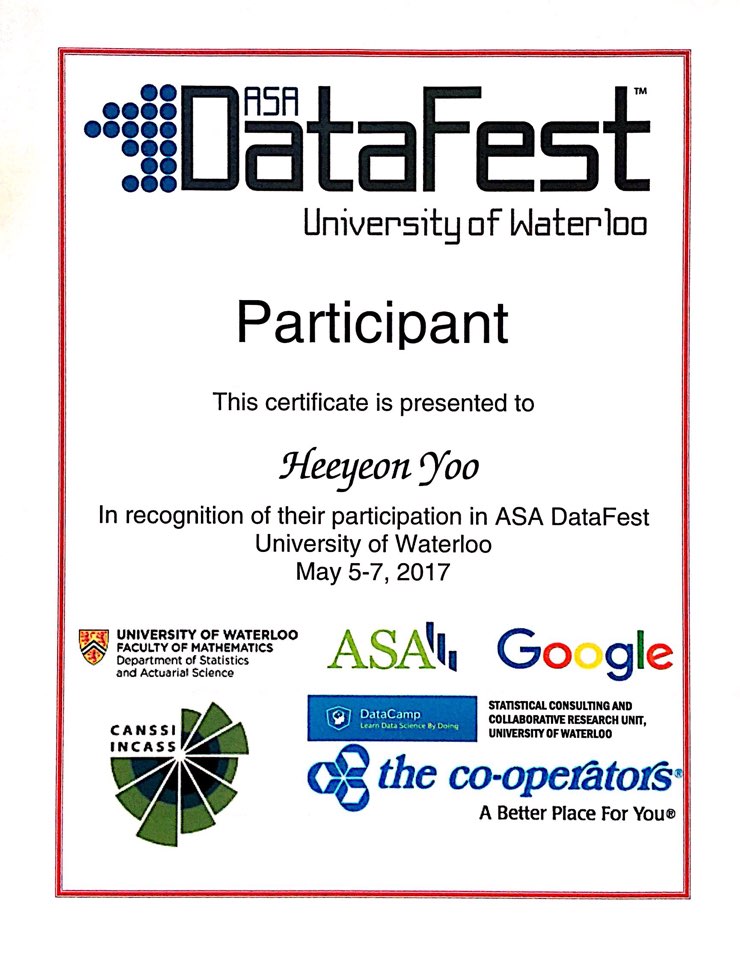 ASA
DataFest™
University of Waterloo
Participant
This certificate is presented to
Heeyeon Yoo
In recognition of their participation in ASA DataFest
University of Waterloo
May 5-7, 2017
UNIVERSITY OF WATERLOO
FACULTY OF MATHEMATICS
Department of Statistics
and Actuarial Science
ASA
Google
CANSSI
INCASS
DataCamp
Learn Data Science By Doing
STATISTICAL CONSULTING AND
COLLABORATIVE RESEARCH UNIT,
UNIVERSITY OF WATERLOO
the co-operators®
A Better Place For You®